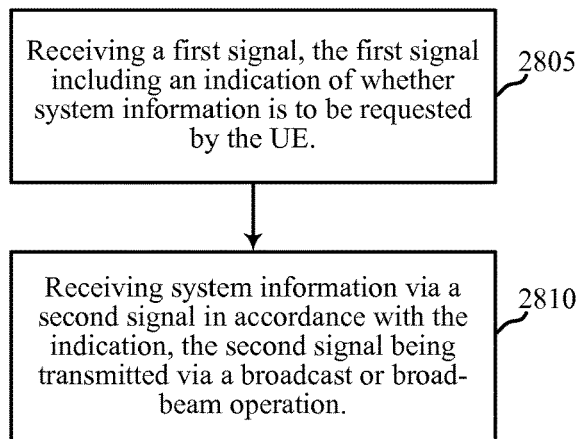 Receiving a first signal, the first signal
including an indication of whether
system information is to be requested
by the UE.
2805
Receiving system information via a
second signal in accordance with the
indication, the second signal being
transmitted via a broadcast or broad-
beam operation.
2810